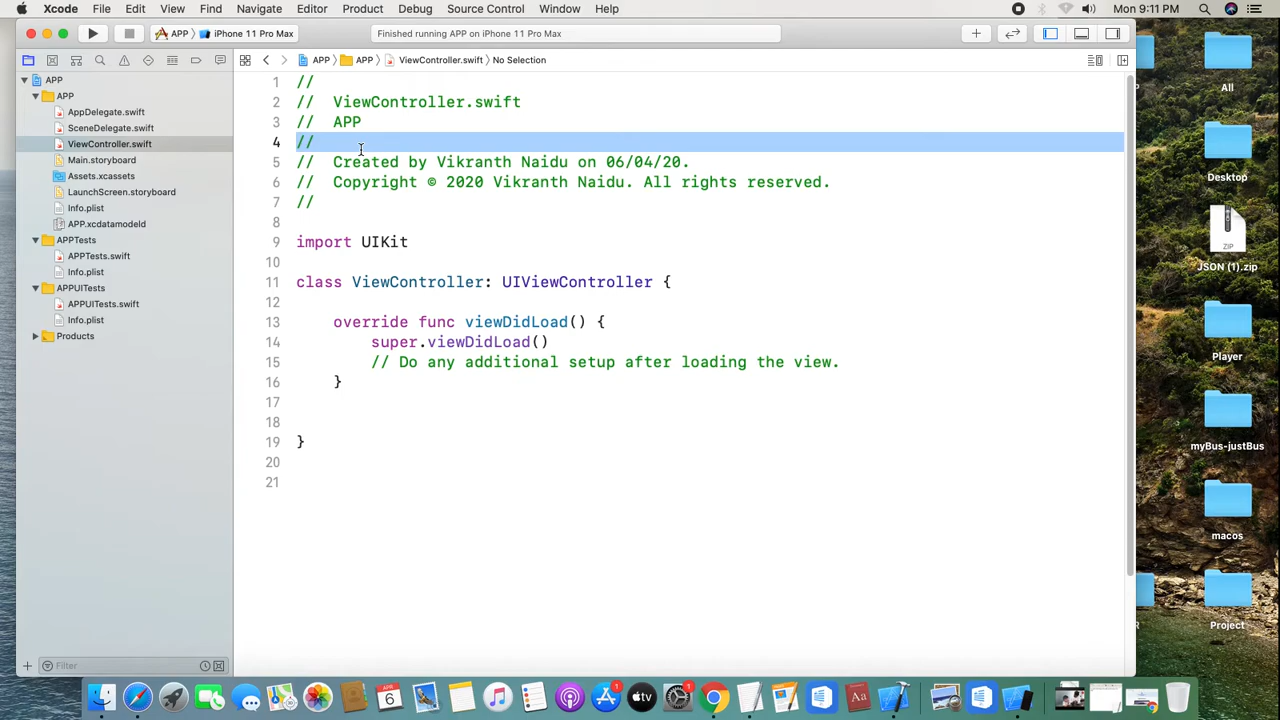 Xcode File Edit View Find Navigate Editor Product Debug Source Control Window Help Mon 9:11 PM
APP iPhone 11 Pro Max Finished running APP on iPhone 11 Pro Max
APP APP ViewController.swift No Selection
APP
APP
AppDelegate.swift
SceneDelegate.swift
ViewController.swift
Main.storyboard
Assets.xcassets
LaunchScreen.storyboard
Info.plist
APP.xcdatamodeld
APPTests
APPTests.swift
Info.plist
APPUITests
APPUITests.swift
Info.plist
Products
Filter
1 //
2 // ViewController.swift
3 // APP
4 //
5 // Created by Vikranth Naidu on 06/04/20.
6 // Copyright © 2020 Vikranth Naidu. All rights reserved.
7 //
8
9 import UIKit
10
11 class ViewController: UIViewController {
12
13 override func viewDidLoad() {
14 super.viewDidLoad()
15 // Do any additional setup after loading the view.
16 }
17
18
19 }
20
21
All
Desktop
ZIP
JSON (1).zip
Player
myBus-justBus
macos
Project
P
R
APR
6
tv
Aa
1
1